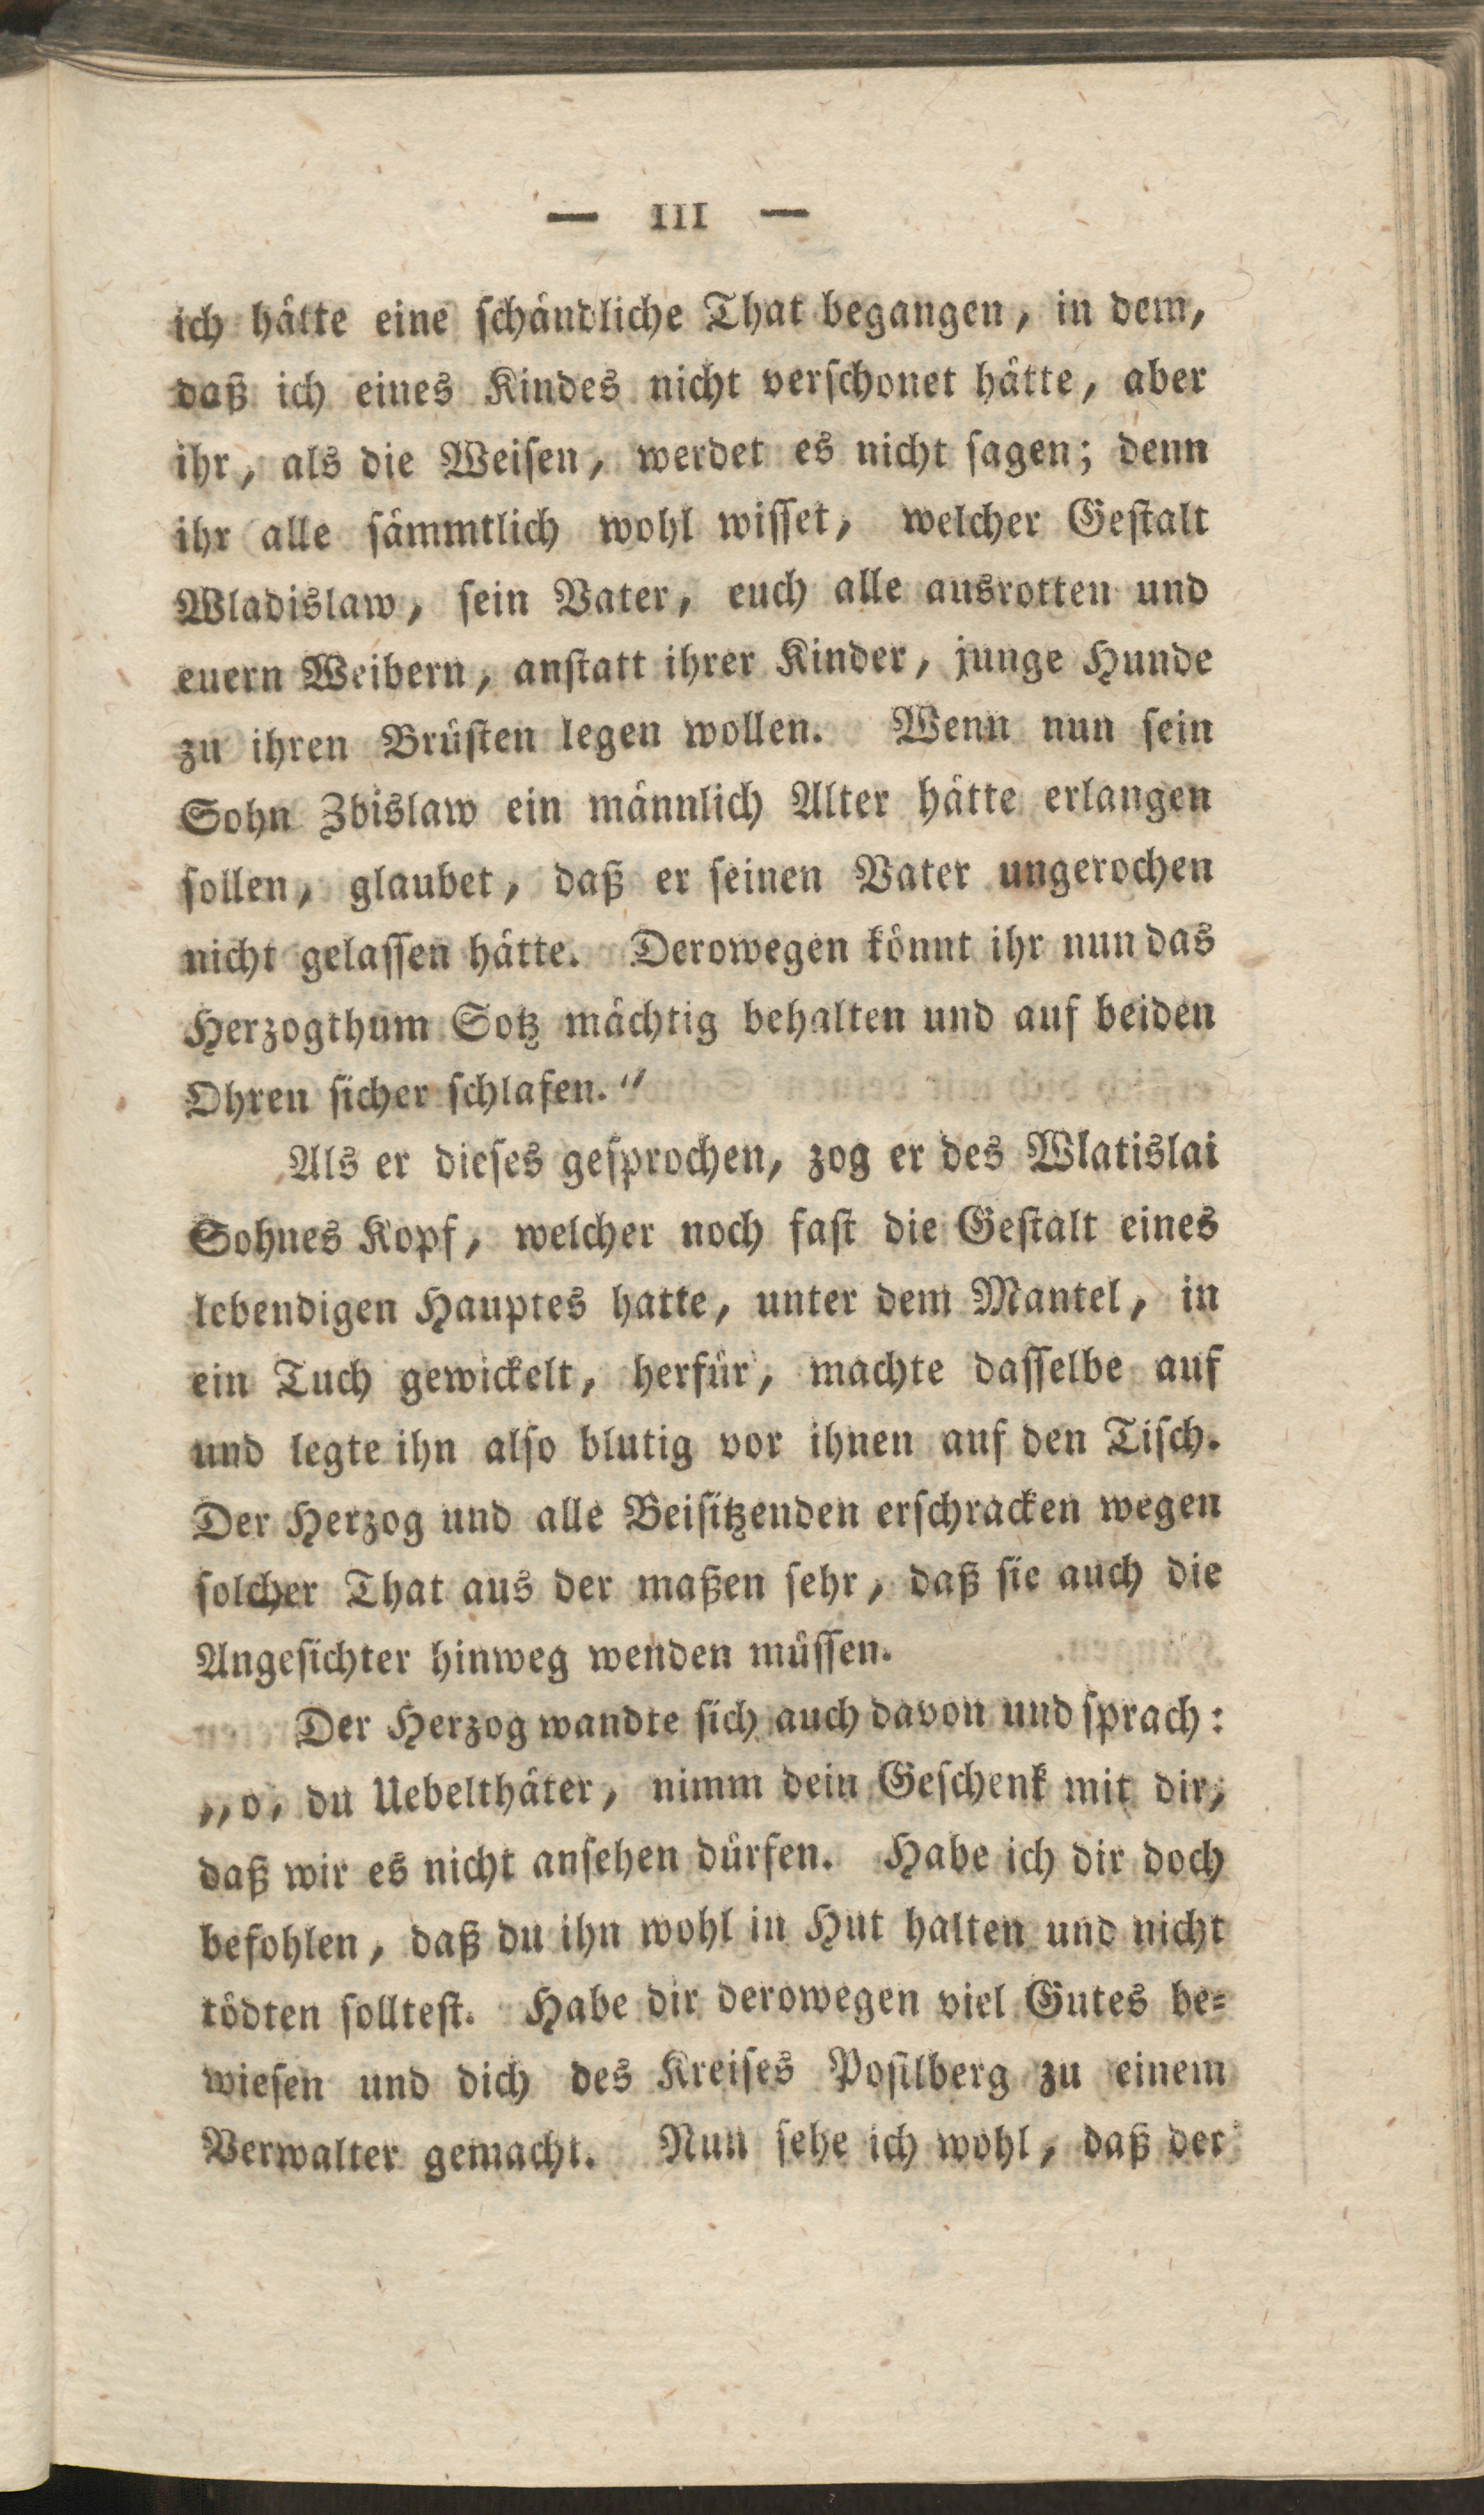 — 111 —
ich hätte eine schändliche That begangen, in dem,
daß ich eines Kindes nicht verschonet hätte, aber
ihr, als die Weisen, werdet es nicht sagen; denn
ihr alle sämmtlich wohl wisset, welcher Gestalt
Wladislaw, sein Vater, euch alle ausrotten und
euern Weibern, anstatt ihrer Kinder, junge Hunde
zu ihren Brüsten legen wollen. Wenn nun sein
Sohn Zbislaw ein männlich Alter hätte erlangen
sollen, glaubet, daß er seinen Vater ungerochen
nicht gelassen hätte. Derowegen könnt ihr nun das
Herzogthum Sotz mächtig behalten und auf beiden
Ohren sicher schlafen.“
Als er dieses gesprochen, zog er des Wlatislai
Sohnes Kopf, welcher noch fast die Gestalt eines
lebendigen Hauptes hatte, unter dem Mantel, in
ein Tuch gewickelt, herfür, machte dasselbe auf
und legte ihn also blutig vor ihnen auf den Tisch.
Der Herzog und alle Beisitzenden erschracken wegen
solcher That aus der maßen sehr, daß sie auch die
Angesichter hinweg wenden müssen.
Der Herzog wandte sich auch davon und sprach:
„o, du Uebelthäter, nimm dein Geschenk mit dir,
daß wir es nicht ansehen dürfen. Habe ich dir doch
befohlen, daß du ihn wohl in Hut halten und nicht
tödten solltest. Habe dir derowegen viel Gutes be-
wiesen und dich des Kreises Posilberg zu einem
Verwalter gemacht. Nun sehe ich wohl, daß der